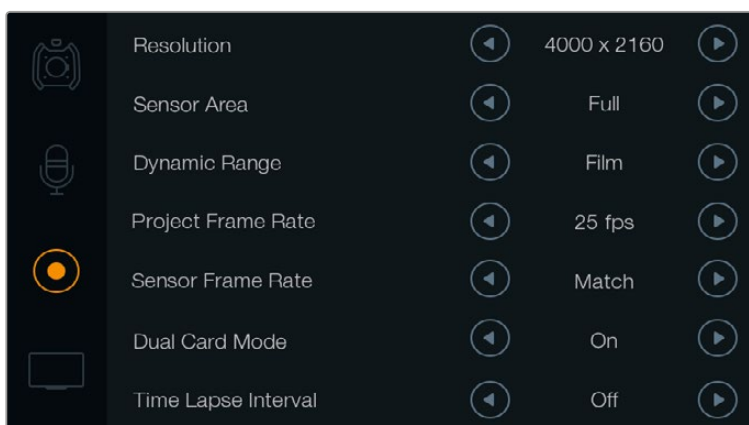 Resolution 4000 x 2160
Sensor Area Full
Dynamic Range Film
Project Frame Rate 25 fps
Sensor Frame Rate Match
Dual Card Mode On
Time Lapse Interval Off